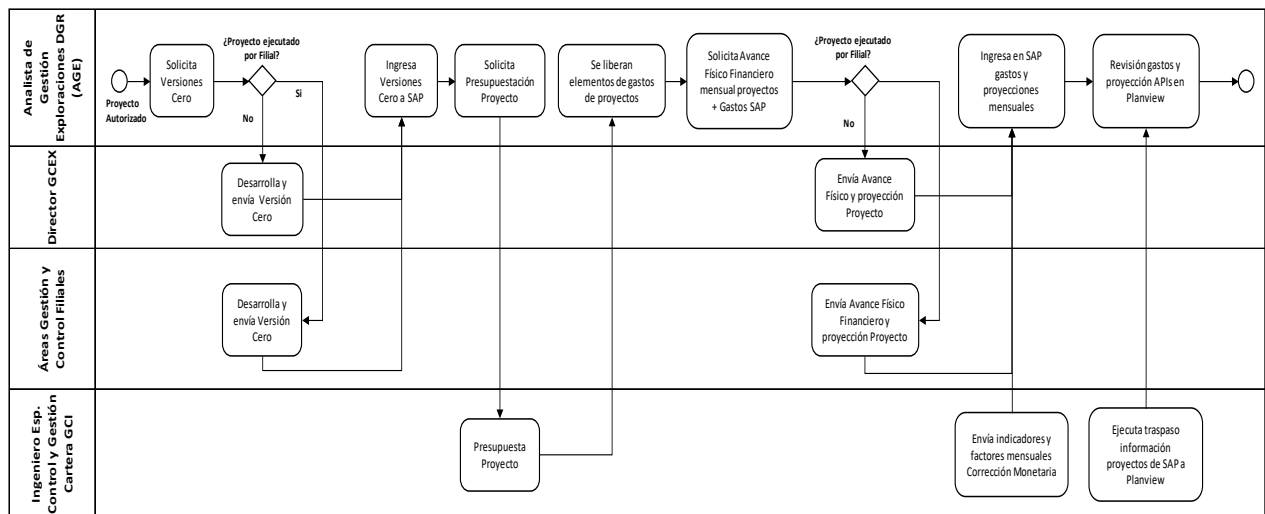 Analista de
Gestión
Exploraciones DGR
(AGE)
Proyecto
Autorizado
Solicita
Versiones
Cero
¿Proyecto ejecutado
por Filial?
Si
No
Ingresa
Versiones
Cero a SAP
Solicita
Presupuestación
Proyecto
Se liberan
elementos de gastos
de proyectos
Solicita Avance
Físico Financiero
mensual proyectos
+ Gastos SAP
¿Proyecto ejecutado
por Filial?
No
Ingresa en SAP
gastos y
proyecciones
mensuales
Revisión gastos y
proyección APIs en
Planview
Director GCEX
Desarrolla y
envía Versión
Cero
Envía Avance
Físico y proyección
Proyecto
Áreas Gestión y
Control Filiales
Desarrolla y
envía Versión
Cero
Envía Avance Físico
Financiero y
proyección Proyecto
Ingeniero Esp.
Control y Gestión
Cartera GCI
Presupuesta
Proyecto
Envía indicadores y
factores mensuales
Corrección Monetaria
Ejecuta traspaso
información
proyectos de SAP a
Planview